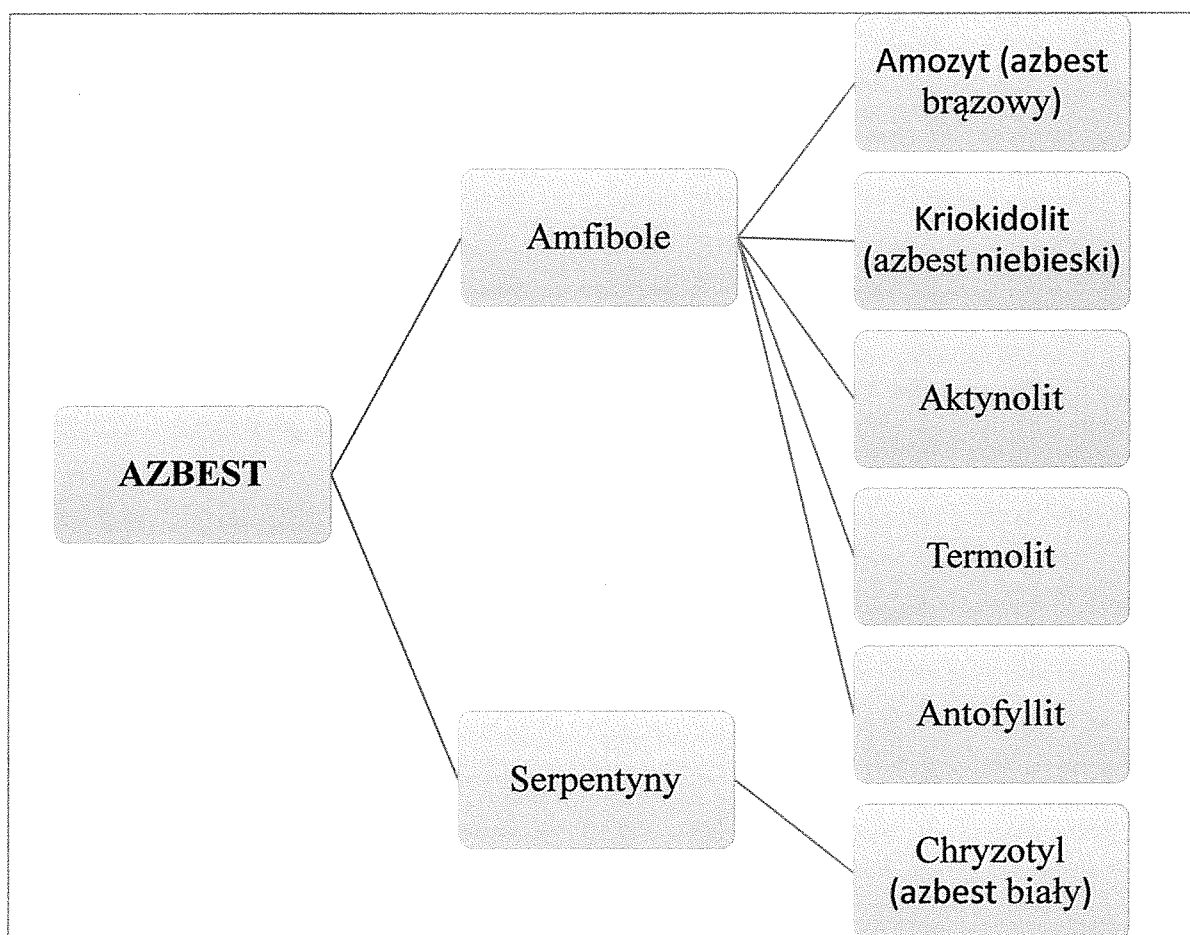 Amozyt (azbest
brązowy)
Amfibole
Kriokidolit
(azbest niebieski)
Aktynolit
AZBEST
Termolit
Antofyllit
Serpentyny
Chryzotyl
(azbest biały)